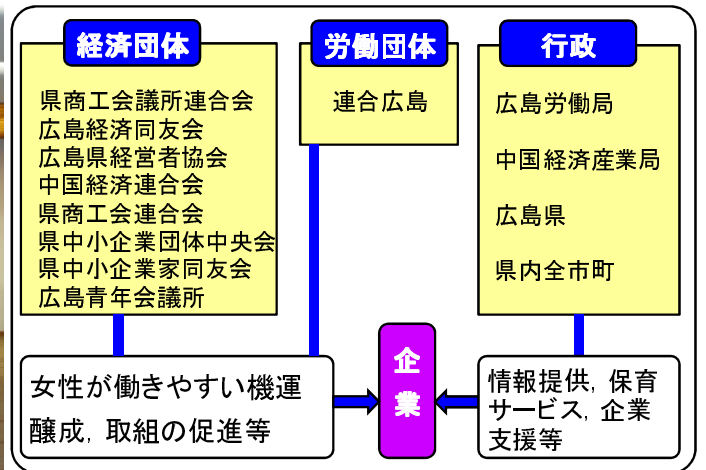 経済団体
県商工会議所連合会
広島経済同友会
広島県経営者協会
中国経済連合会
県商工会連合会
県中小企業団体中央会
県中小企業家同友会
広島青年会議所
労働団体
連合広島
行政
広島労働局
中国経済産業局
広島県
県内全市町
女性が働きやすい機運
醸成，取組の促進等
企
業
情報提供，保育
サービス，企業
支援等